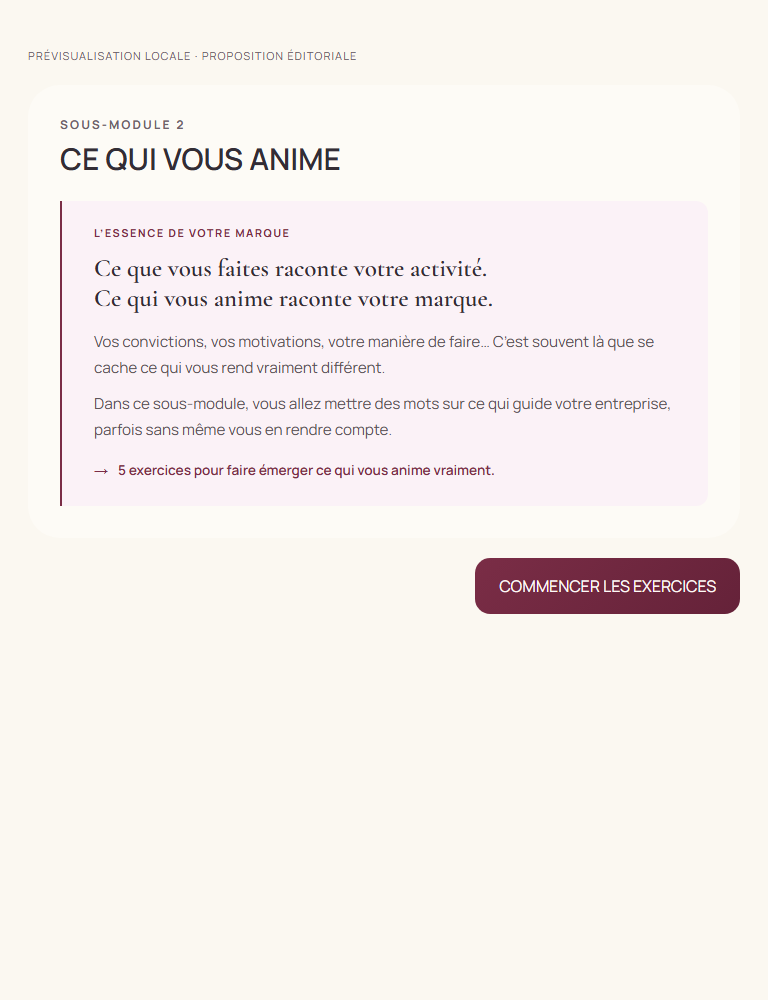 PRÉVISUALISATION LOCALE · PROPOSITION ÉDITORIALE
SOUS-MODULE 2
CE QUI VOUS ANIME
L'ESSENCE DE VOTRE MARQUE
Ce que vous faites raconte votre activité.
Ce qui vous anime raconte votre marque.
Vos convictions, vos motivations, votre manière de faire… C'est souvent là que se
cache ce qui vous rend vraiment différent.
Dans ce sous-module, vous allez mettre des mots sur ce qui guide votre entreprise,
parfois sans même vous en rendre compte.
→ 5 exercices pour faire émerger ce qui vous anime vraiment.
COMMENCER LES EXERCICES